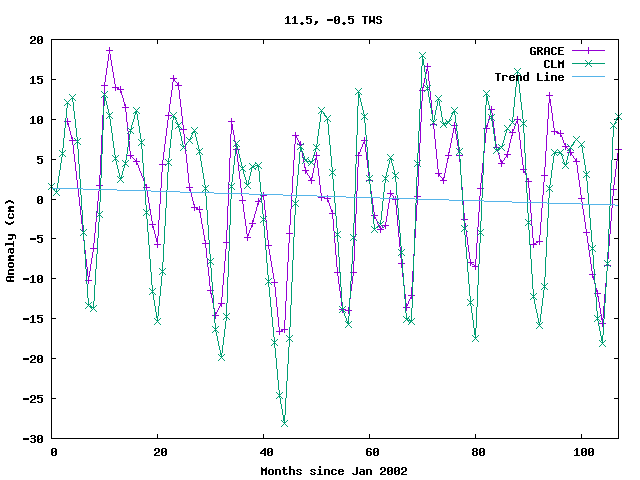 11.5, -0.5 TWS
GRACE
CLM
Trend Line
20
15
10
5
0
-5
-10
-15
-20
-25
-30
Anomaly (cm)
0 20 40 60 80 100
Months since Jan 2002